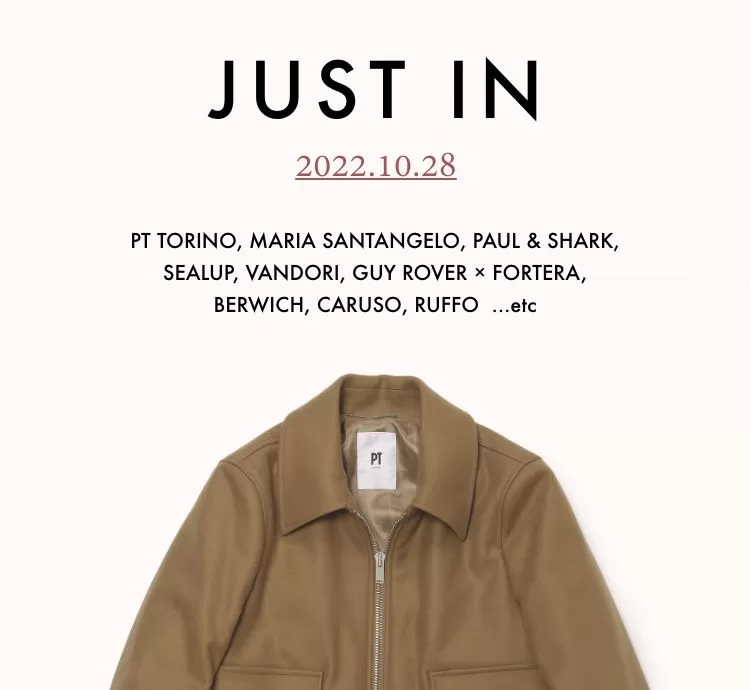 JUST IN
2022.10.28
PT TORINO, MARIA SANTANGELO, PAUL & SHARK,
SEALUP, VANDORI, GUY ROVER × FORTERA,
BERWICH, CARUSO, RUFFO ...etc
PT